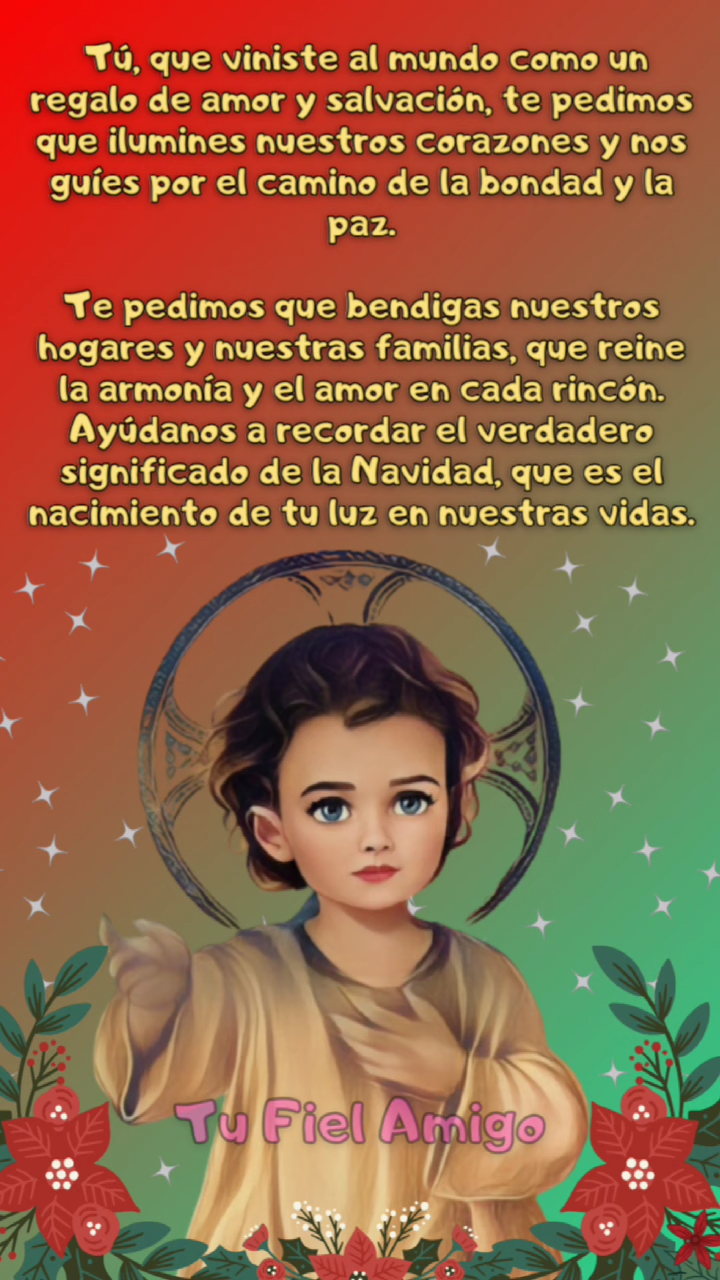 Tú, que viniste al mundo como un
regalo de amor y salvación, te pedimos
que ilumines nuestros corazones y nos
guíes por el camino de la bondad y la
paz.
Te pedimos que bendigas nuestros
hogares y nuestras familias, que reine
la armonía y el amor en cada rincón.
Ayúdanos a recordar el verdadero
significado de la Navidad, que es el
nacimiento de tu luz en nuestras vidas.
Tu Fiel Amigo